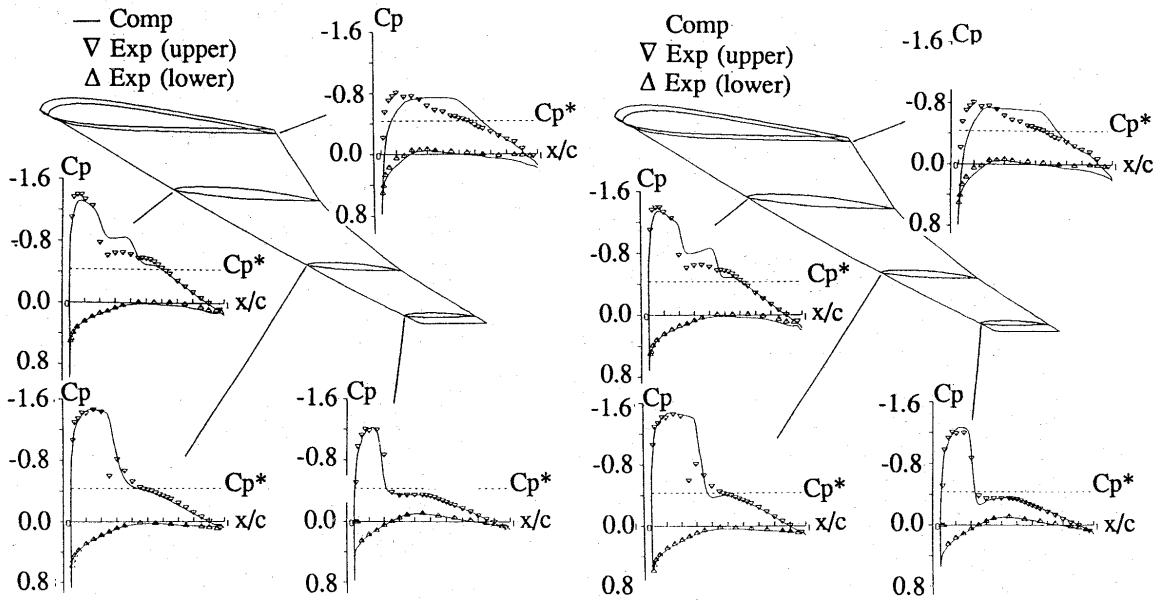 — Comp
∇ Exp (upper)
Δ Exp (lower)
Cp
-1.6
-0.8
0.0
0.8
Cp*
x/c
Cp
-1.6
-0.8
0.0
0.8
Cp*
x/c
Cp
-1.6
-0.8
0.0
0.8
Cp*
x/c
Cp
-1.6
-0.8
0.0
0.8
Cp*
x/c
Comp
∇ Exp (upper)
Δ Exp (lower)
Cp
-1.6
-0.8
0.0
0.8
Cp*
x/c
Cp
-1.6
-0.8
0.0
0.8
Cp*
x/c
Cp
-1.6
-0.8
0.0
0.8
Cp*
x/c
Cp
-1.6
-0.8
0.0
0.8
Cp*
x/c